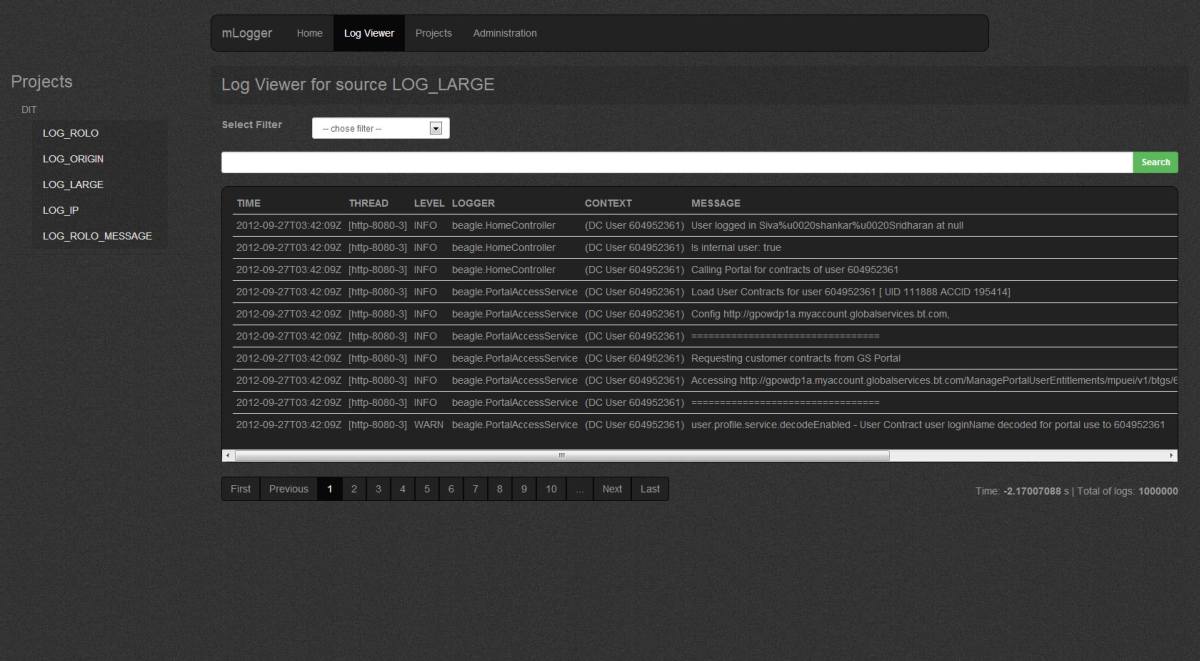 mLogger Home Log Viewer Projects Administration
Projects
DIT
LOG_ROLO
LOG_ORIGIN
LOG_LARGE
LOG_IP
LOG_ROLO_MESSAGE
Log Viewer for source LOG_LARGE
Select Filter -- chose filter --
Search
TIME THREAD LEVEL LOGGER CONTEXT MESSAGE
2012-09-27T03:42:09Z [http-8080-3] INFO beagle.HomeController (DC User 604952361) User logged in Siva%u0020shankar%u0020Sridharan at null
2012-09-27T03:42:09Z [http-8080-3] INFO beagle.HomeController (DC User 604952361) Is internal user: true
2012-09-27T03:42:09Z [http-8080-3] INFO beagle.HomeController (DC User 604952361) Calling Portal for contracts of user 604952361
2012-09-27T03:42:09Z [http-8080-3] INFO beagle.PortalAccessService (DC User 604952361) Load User Contracts for user 604952361 [ UID 111888 ACCID 195414]
2012-09-27T03:42:09Z [http-8080-3] INFO beagle.PortalAccessService (DC User 604952361) Config http://gpowdp1a.myaccount.globalservices.bt.com,
2012-09-27T03:42:09Z [http-8080-3] INFO beagle.PortalAccessService (DC User 604952361) =================================
2012-09-27T03:42:09Z [http-8080-3] INFO beagle.PortalAccessService (DC User 604952361) Requesting customer contracts from GS Portal
2012-09-27T03:42:09Z [http-8080-3] INFO beagle.PortalAccessService (DC User 604952361) Accessing http://gpowdp1a.myaccount.globalservices.bt.com/ManagePortalUserEntitlements/mpuei/v1/btgs/6
2012-09-27T03:42:09Z [http-8080-3] INFO beagle.PortalAccessService (DC User 604952361) =================================
2012-09-27T03:42:09Z [http-8080-3] WARN beagle.PortalAccessService (DC User 604952361) user.profile.service.decodeEnabled - User Contract user loginName decoded for portal use to 604952361
First Previous 1 2 3 4 5 6 7 8 9 10 ... Next Last
Time: -2.17007088 s | Total of logs: 1000000